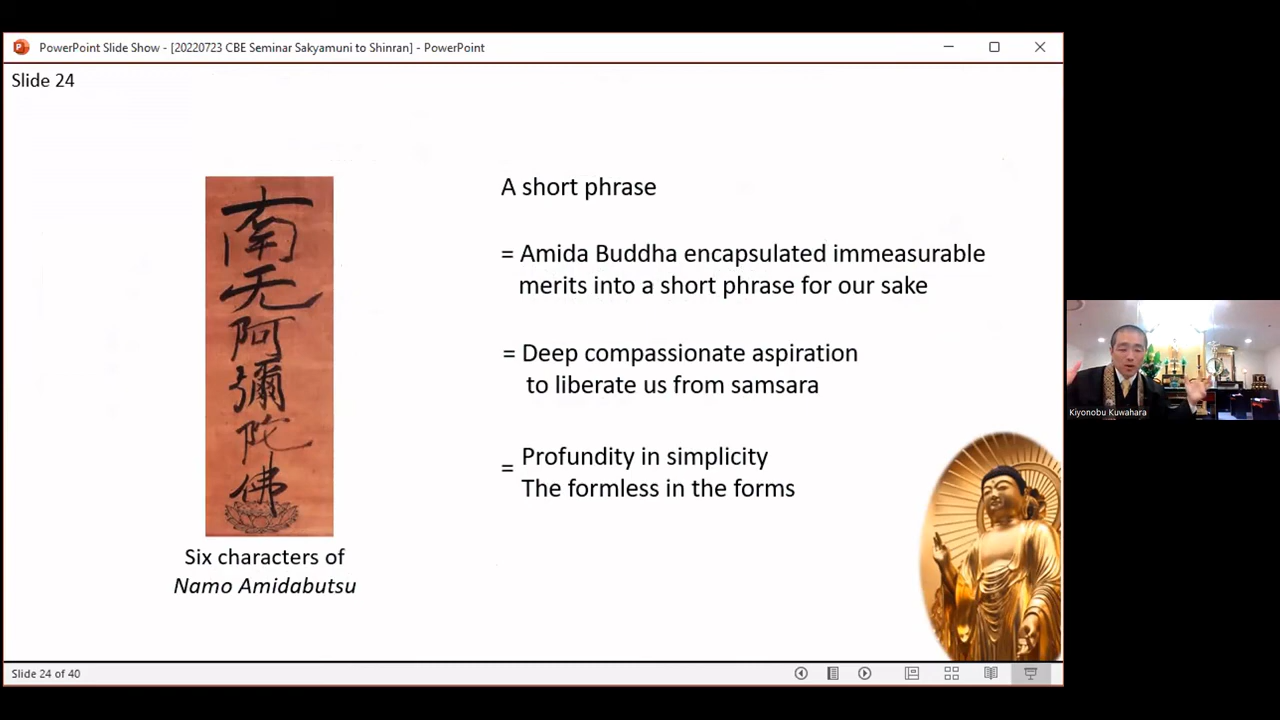 PowerPoint Slide Show - [20220723 CBE Seminar Sakyamuni to Shinran] - PowerPoint
Slide 24
南
无
阿
彌
陀
佛
Six characters of
Namo Amidabutsu
A short phrase
= Amida Buddha encapsulated immeasurable
merits into a short phrase for our sake
= Deep compassionate aspiration
to liberate us from samsara
= Profundity in simplicity
The formless in the forms
Kiyonobu Kuwahara
Slide 24 of 40